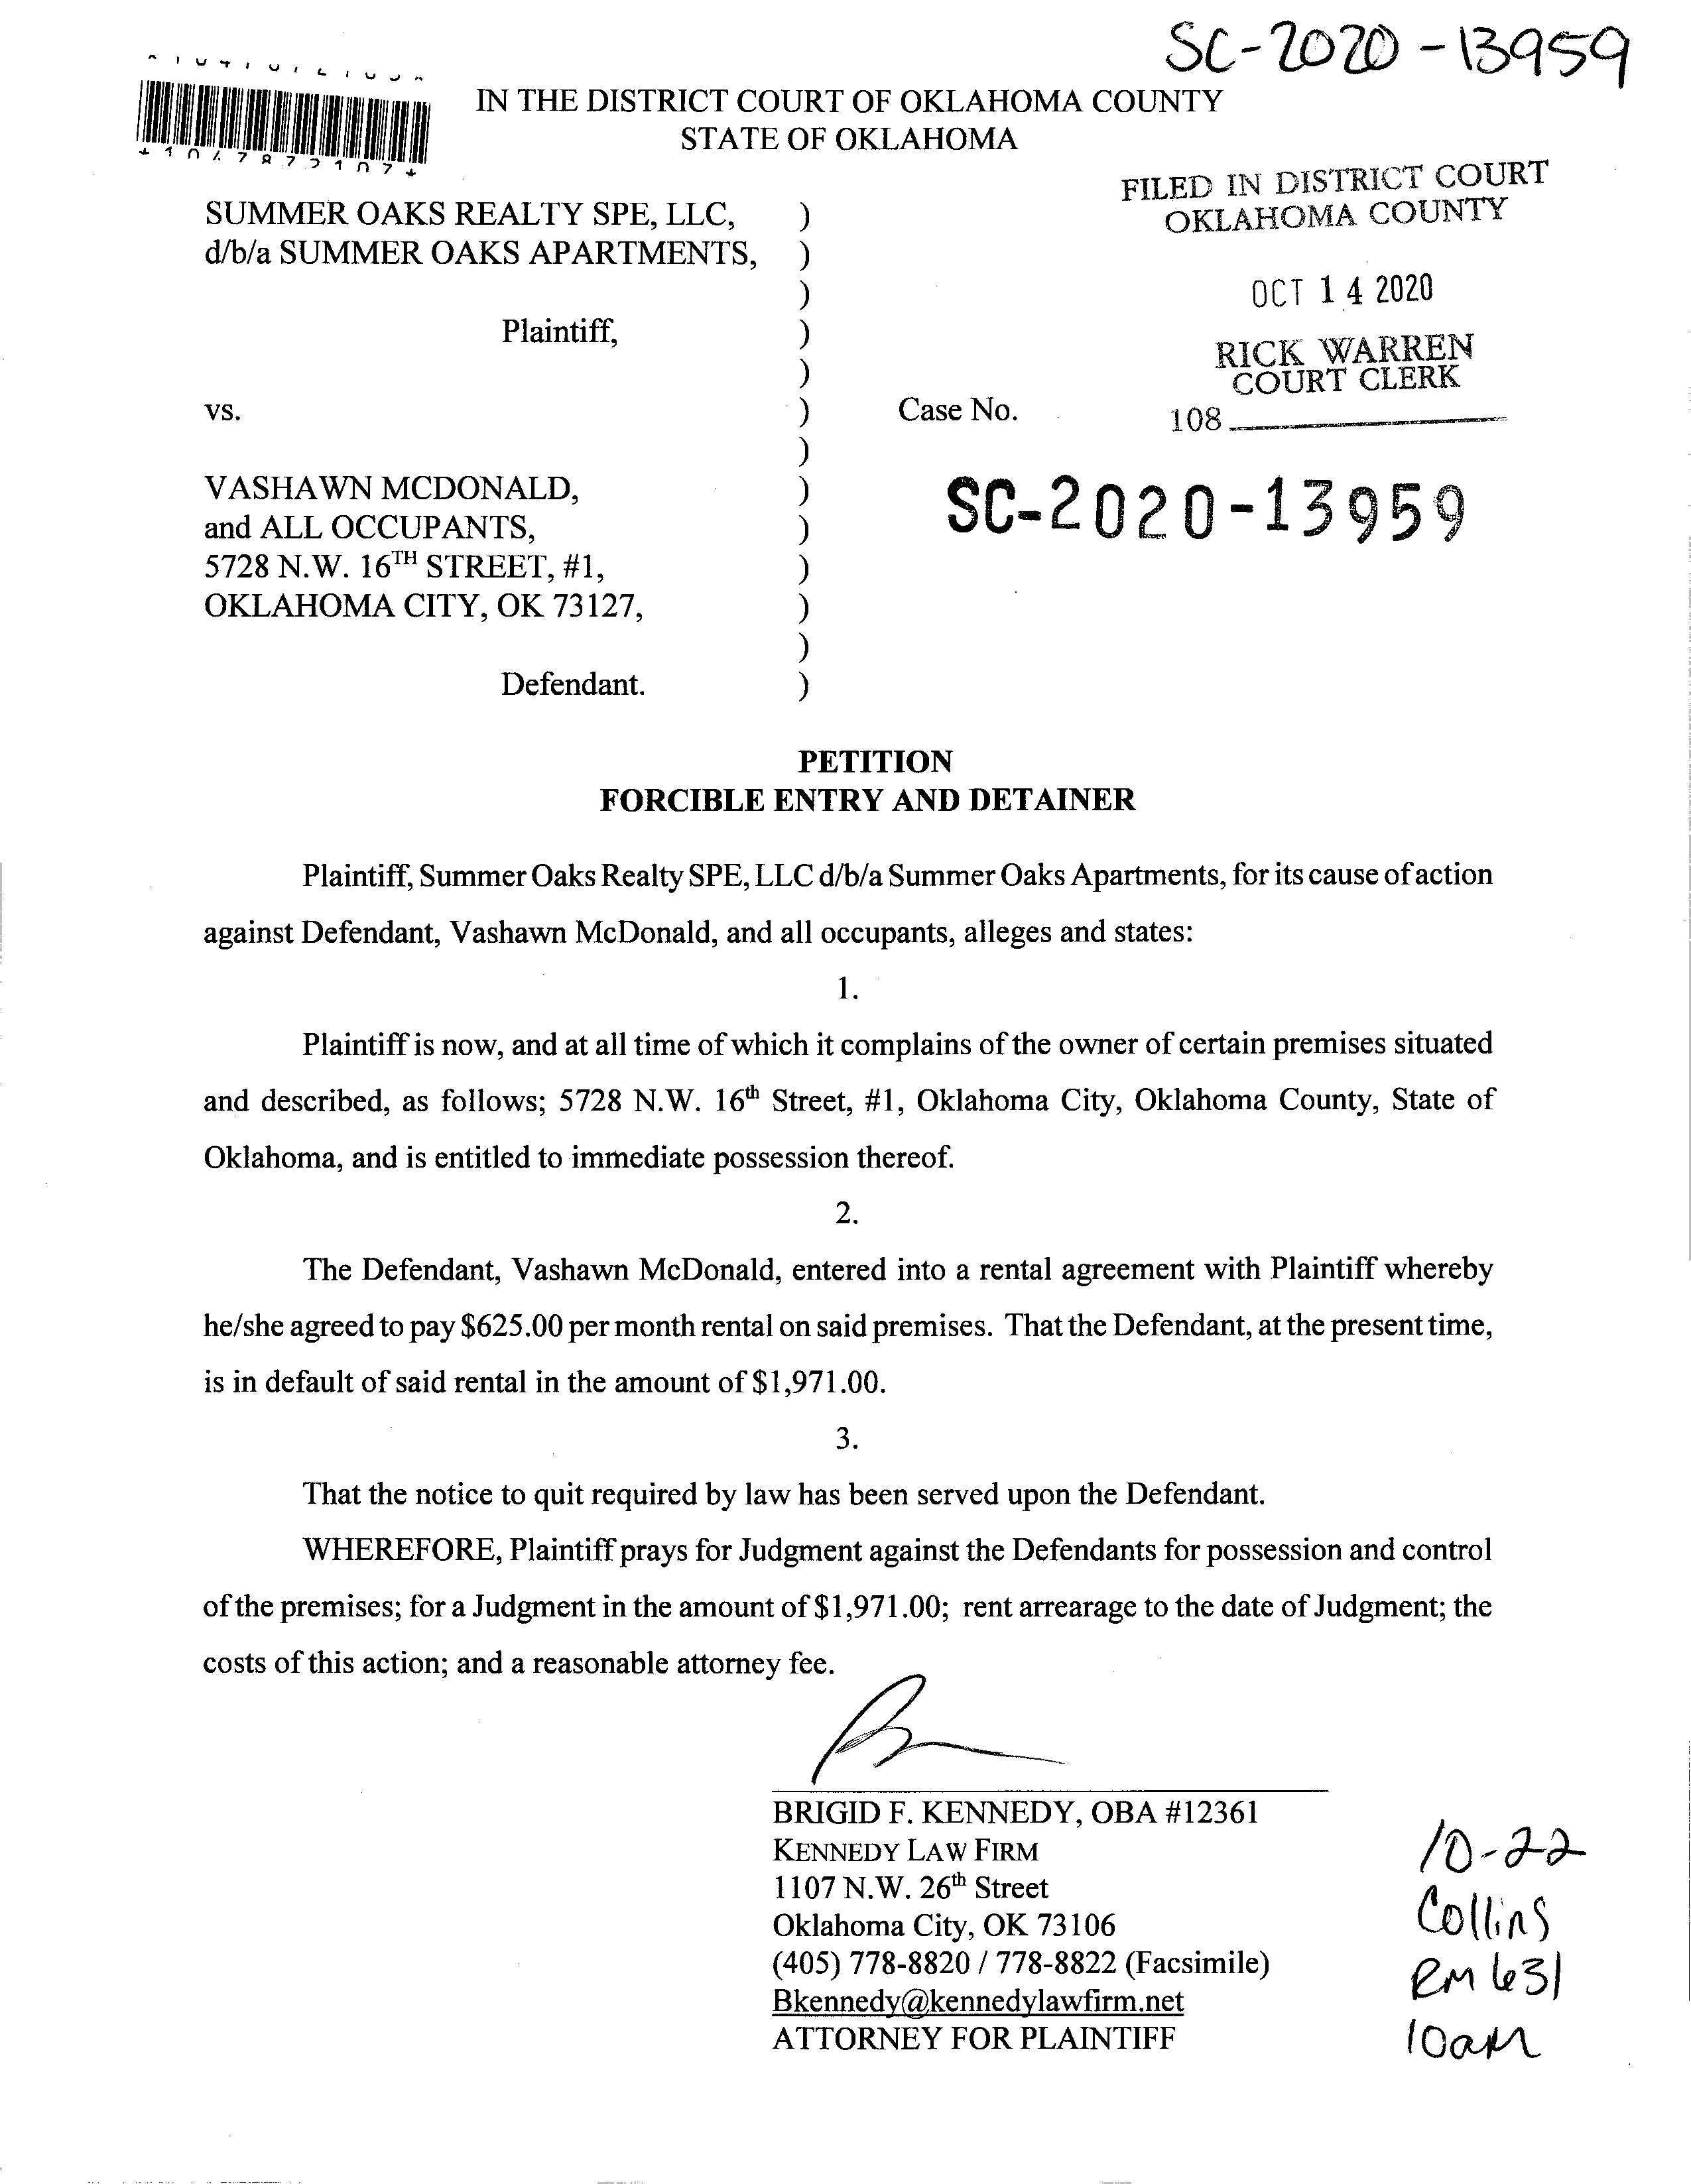 SC-2020-13959
IN THE DISTRICT COURT OF OKLAHOMA COUNTY
STATE OF OKLAHOMA
FILED IN DISTRICT COURT
OKLAHOMA COUNTY
OCT 14 2020
RICK WARREN
COURT CLERK
108
SUMMER OAKS REALTY SPE, LLC, )
d/b/a SUMMER OAKS APARTMENTS, )
)
Plaintiff, )
)
vs. ) Case No.
)
VASHAWN MCDONALD, ) SC-2020-13959
and ALL OCCUPANTS, )
5728 N.W. 16TH STREET, #1, )
OKLAHOMA CITY, OK 73127, )
)
Defendant. )
PETITION
FORCIBLE ENTRY AND DETAINER
Plaintiff, Summer Oaks Realty SPE, LLC d/b/a Summer Oaks Apartments, for its cause of action
against Defendant, Vashawn McDonald, and all occupants, alleges and states:
1.
Plaintiff is now, and at all time of which it complains of the owner of certain premises situated
and described, as follows; 5728 N.W. 16th Street, #1, Oklahoma City, Oklahoma County, State of
Oklahoma, and is entitled to immediate possession thereof.
2.
The Defendant, Vashawn McDonald, entered into a rental agreement with Plaintiff whereby
he/she agreed to pay $625.00 per month rental on said premises. That the Defendant, at the present time,
is in default of said rental in the amount of $1,971.00.
3.
That the notice to quit required by law has been served upon the Defendant.
WHEREFORE, Plaintiff prays for Judgment against the Defendants for possession and control
of the premises; for a Judgment in the amount of $1,971.00; rent arrearage to the date of Judgment; the
costs of this action; and a reasonable attorney fee.
BRIGID F. KENNEDY, OBA #12361
KENNEDY LAW FIRM
1107 N.W. 26th Street
Oklahoma City, OK 73106
(405) 778-8820 / 778-8822 (Facsimile)
Bkennedy@kennedylawfirm.net
ATTORNEY FOR PLAINTIFF
10-22
Collins
RM 631
10am